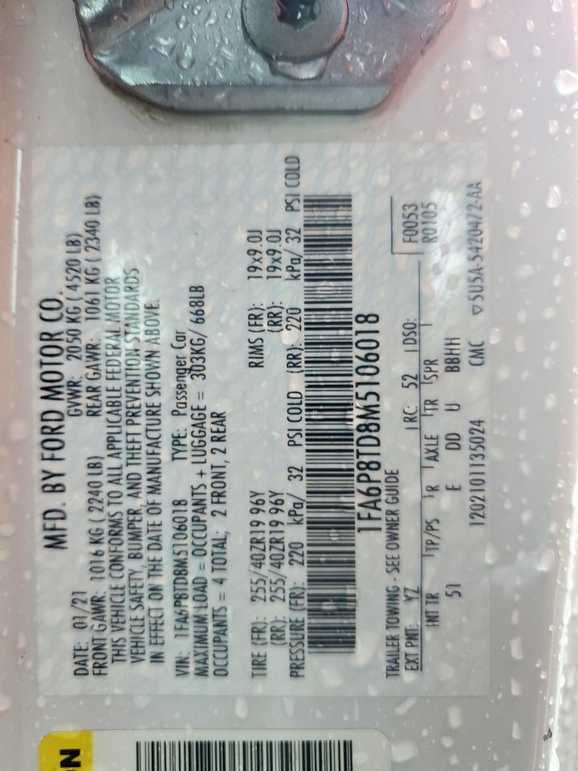 MFD. BY FORD MOTOR CO.
DATE: 01/21 GVWR: 2050 KG ( 4520 LB)
FRONT GAWR: 1016 KG ( 2240 LB) REAR GAWR: 1061 KG ( 2340 LB)
THIS VEHICLE CONFORMS TO ALL APPLICABLE FEDERAL MOTOR
VEHICLE SAFETY, BUMPER, AND THEFT PREVENTION STANDARDS
IN EFFECT ON THE DATE OF MANUFACTURE SHOWN ABOVE.
VIN: 1FA6P8TD8M5106018 TYPE: Passenger Car
MAXIMUM LOAD = OCCUPANTS + LUGGAGE = 303KG/ 668LB
OCCUPANTS = 4 TOTAL; 2 FRONT, 2 REAR
TIRE (FR): 255/40ZR19 96Y RIMS (FR): 19x9.0J
(RR): 255/40ZR19 96Y (RR): 19x9.0J
PRESSURE (FR): 220 kPa/ 32 PSI COLD (RR): 220 kPa/ 32 PSI COLD
1FA6P8TD8M5106018
TRAILER TOWING - SEE OWNER GUIDE F0053
EXT PNT: YZ RC: 52 DSO: R0105
INT TR TP/PS R AXLE TR SPR
51 E DD U BBHH
1202101135024 CMC ▽5U5A-5420472-AA
ON